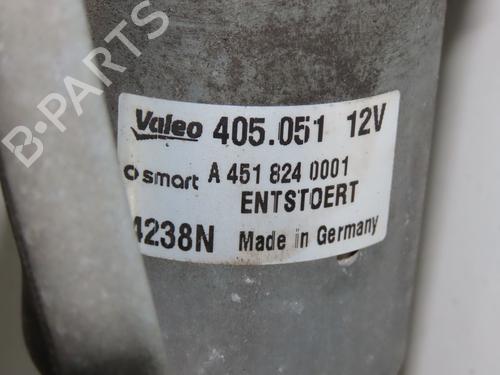 B-PARTS
Valeo 405.051 12V
smart A 451 824 0001
ENTSTOERT
4238N Made in Germany